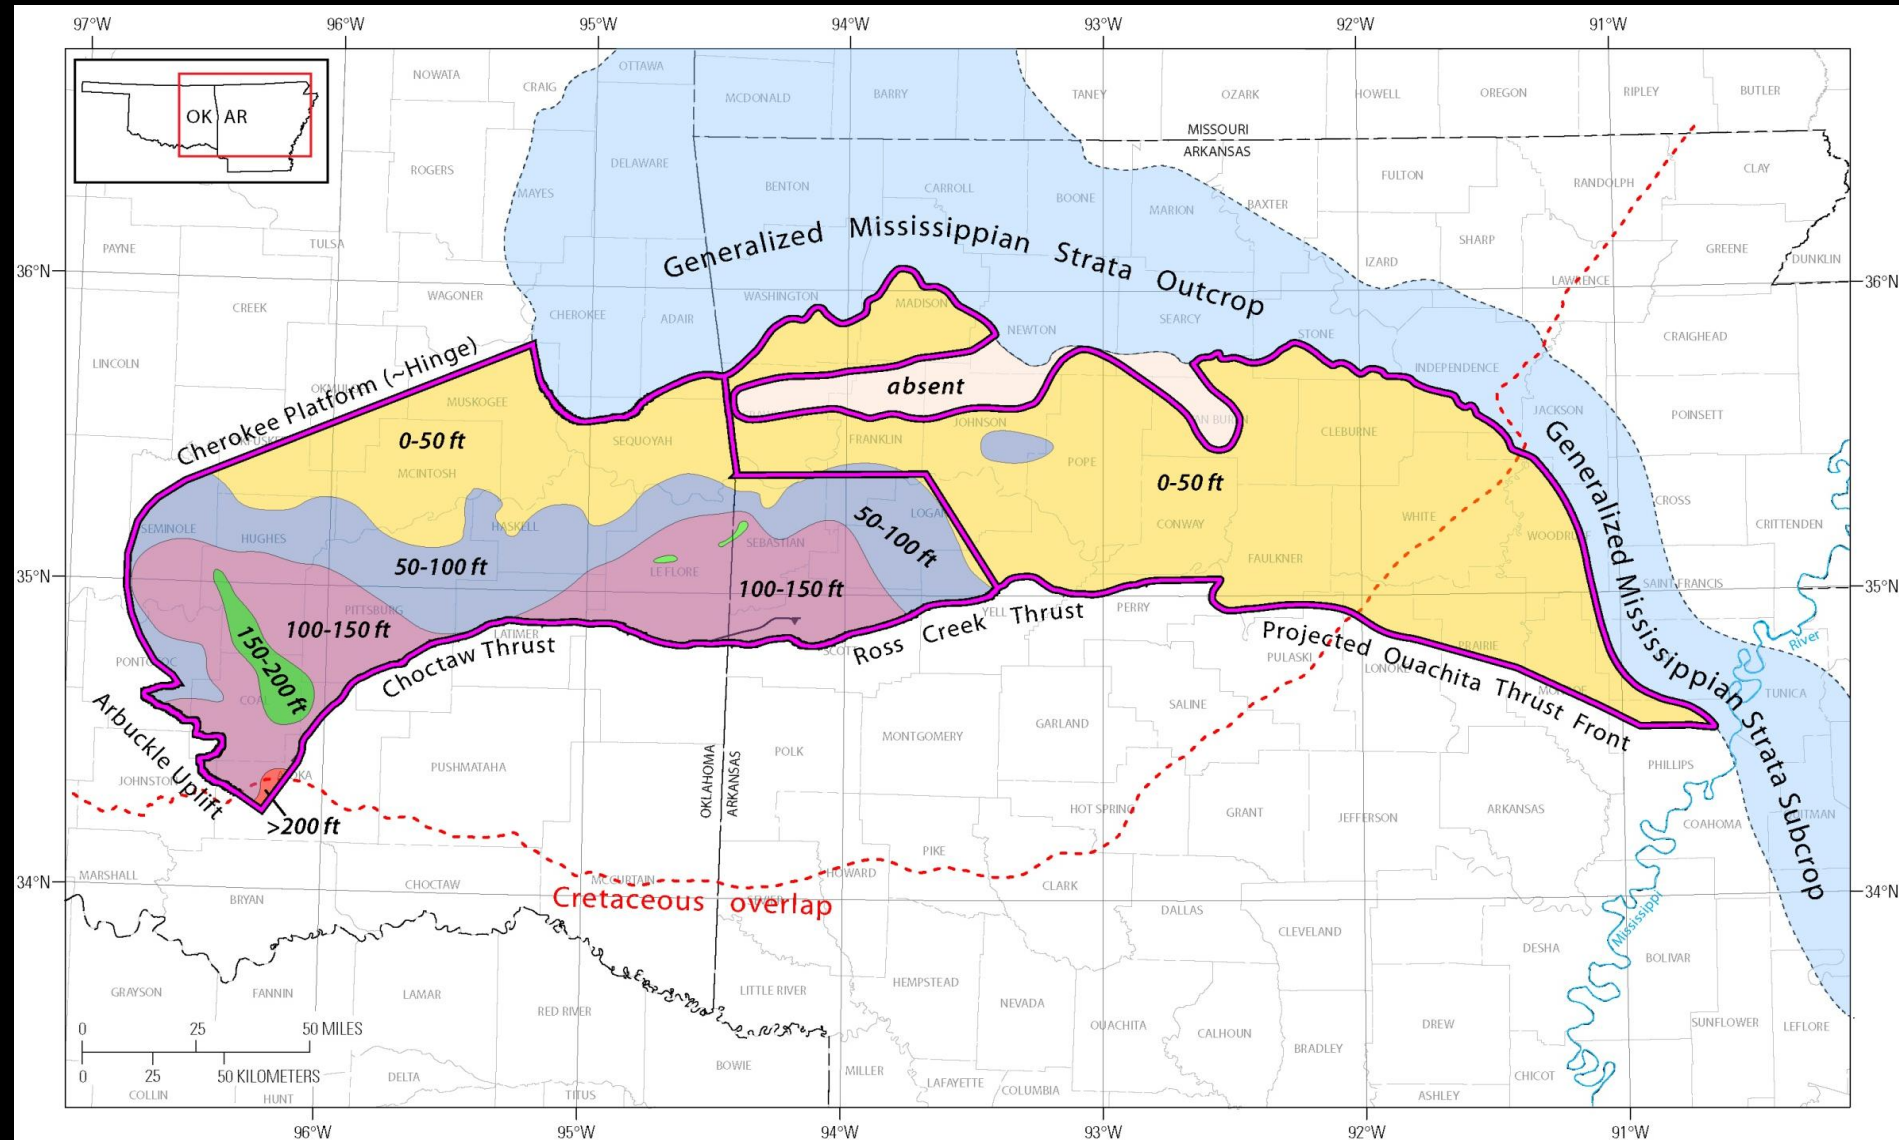 97°W 96°W 95°W 94°W 93°W 92°W 91°W
OK AR
NOWATA
CRAIG
OTTAWA
MCDONALD
BARRY
TANEY
OZARK
HOWELL
OREGON
RIPLEY
BUTLER
MISSOURI
ARKANSAS
ROGERS
MAYES
DELAWARE
BENTON
CARROLL
BOONE
MARION
BAXTER
FULTON
RANDOLPH
CLAY
PAYNE
TULSA
SHARP
IZARD
GREENE
DUNKLIN
Generalized Mississippian Strata Outcrop
36°N
36°N
CREEK
WAGONER
CHEROKEE
ADAIR
WASHINGTON
MADISON
NEWTON
SEARCY
STONE
LAWRENCE
CRAIGHEAD
LINCOLN
Cherokee Platform (~Hinge)
MUSKOGEE
absent
INDEPENDENCE
JACKSON
POINSETT
0-50 ft
MCINTOSH
SEQUOYAH
FRANKLIN
JOHNSON
POPE
CLEBURNE
0-50 ft
Generalized Mississippian Strata Subcrop
CROSS
CRITTENDEN
SEMINOLE
HUGHES
HASKELL
50-100 ft
LE FLORE
SEBASTIAN
LOGAN
50-100 ft
CONWAY
FAULKNER
WHITE
WOODRUFF
SAINT FRANCIS
35°N
35°N
100-150 ft
PITTSBURG
100-150 ft
LATIMER
YELL
PERRY
150-200 ft
PONTOTOC
COAL
Choctaw Thrust
SCOTT
Ross Creek Thrust
Projected Ouachita Thrust Front
PULASKI
LONOKE
PRAIRIE
MONROE
River
TUNICA
Arbuckle Uplift
JOHNSTON
>200 ft
PUSHMATAHA
OKLAHOMA
ARKANSAS
POLK
MONTGOMERY
GARLAND
SALINE
HOT SPRING
GRANT
JEFFERSON
ARKANSAS
PHILLIPS
COAHOMA
MARSHALL
BRYAN
CHOCTAW
MCCURTAIN
Cretaceous overlap
HOWARD
PIKE
CLARK
DALLAS
CLEVELAND
DESHA
Mississippi
BOLIVAR
34°N
34°N
GRAYSON
FANNIN
LAMAR
RED RIVER
LITTLE RIVER
HEMPSTEAD
NEVADA
OUACHITA
CALHOUN
BRADLEY
DREW
SUNFLOWER
LEFLORE
0 25 50 MILES
0 25 50 KILOMETERS
COLLIN
HUNT
DELTA
TITUS
BOWIE
MILLER
LAFAYETTE
COLUMBIA
ASHLEY
CHICOT
96°W 95°W 94°W 93°W 92°W 91°W